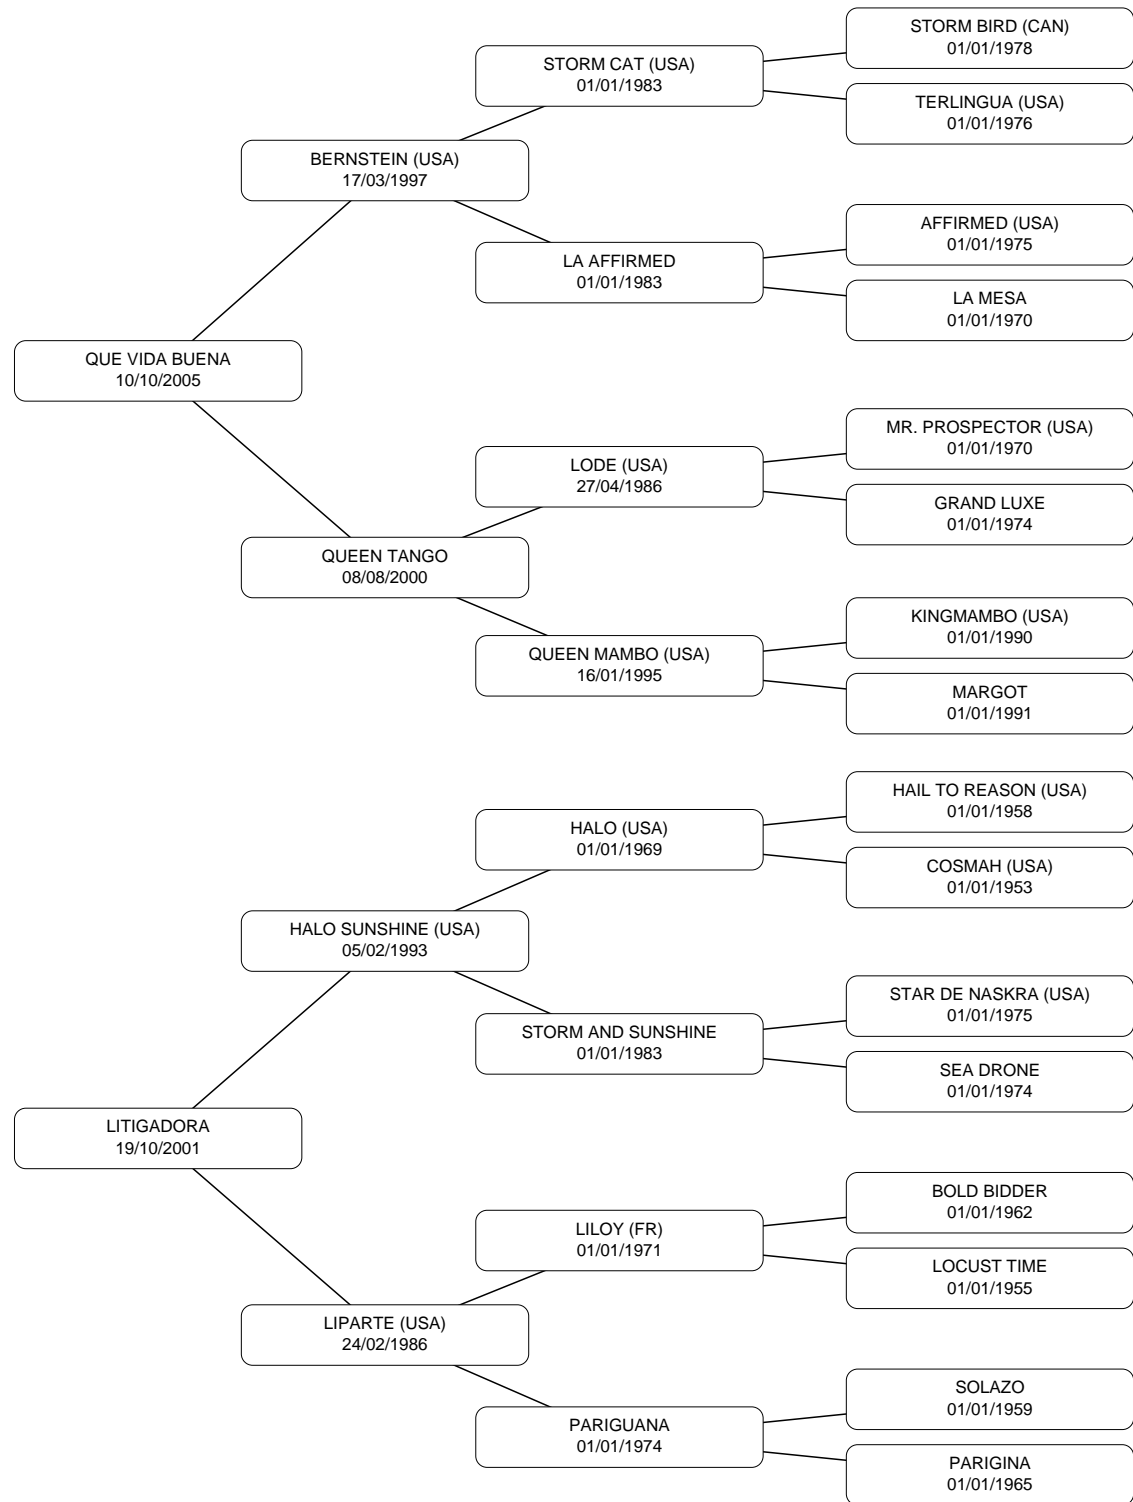 STORM BIRD (CAN)
01/01/1978
STORM CAT (USA)
01/01/1983
TERLINGUA (USA)
01/01/1976
BERNSTEIN (USA)
17/03/1997
AFFIRMED (USA)
01/01/1975
LA AFFIRMED
01/01/1983
LA MESA
01/01/1970
QUE VIDA BUENA
10/10/2005
MR. PROSPECTOR (USA)
01/01/1970
LODE (USA)
27/04/1986
GRAND LUXE
01/01/1974
QUEEN TANGO
08/08/2000
KINGMAMBO (USA)
01/01/1990
QUEEN MAMBO (USA)
16/01/1995
MARGOT
01/01/1991
HAIL TO REASON (USA)
01/01/1958
HALO (USA)
01/01/1969
COSMAH (USA)
01/01/1953
HALO SUNSHINE (USA)
05/02/1993
STAR DE NASKRA (USA)
01/01/1975
STORM AND SUNSHINE
01/01/1983
SEA DRONE
01/01/1974
LITIGADORA
19/10/2001
BOLD BIDDER
01/01/1962
LILOY (FR)
01/01/1971
LOCUST TIME
01/01/1955
LIPARTE (USA)
24/02/1986
SOLAZO
01/01/1959
PARIGUANA
01/01/1974
PARIGINA
01/01/1965